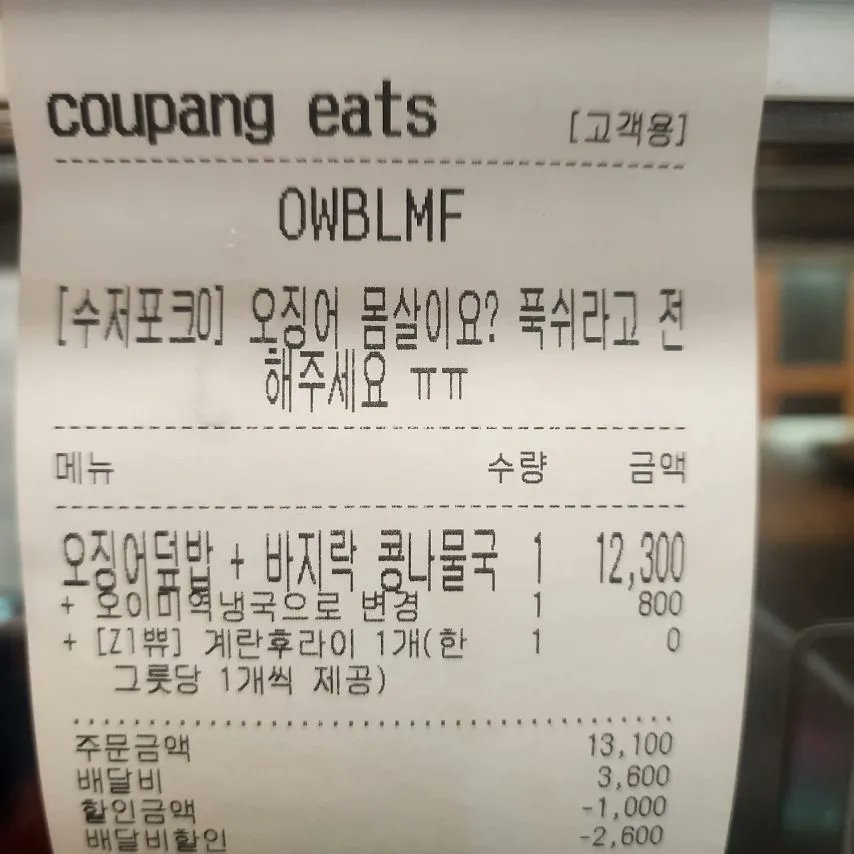 coupang eats [고객용]
OWBLMF
[수저포크0] 오징어 몸살이요? 푹쉬라고 전
해주세요 ㅠㅠ
메뉴 수량 금액
오징어덮밥 + 바지락 콩나물국 1 12,300
+ 오이미역냉국으로 변경 1 800
+ [리쀼] 계란후라이 1개(한 1 0
그릇당 1개씩 제공)
주문금액 13,100
배달비 3,600
할인금액 -1,000
배달비할인 -2,600